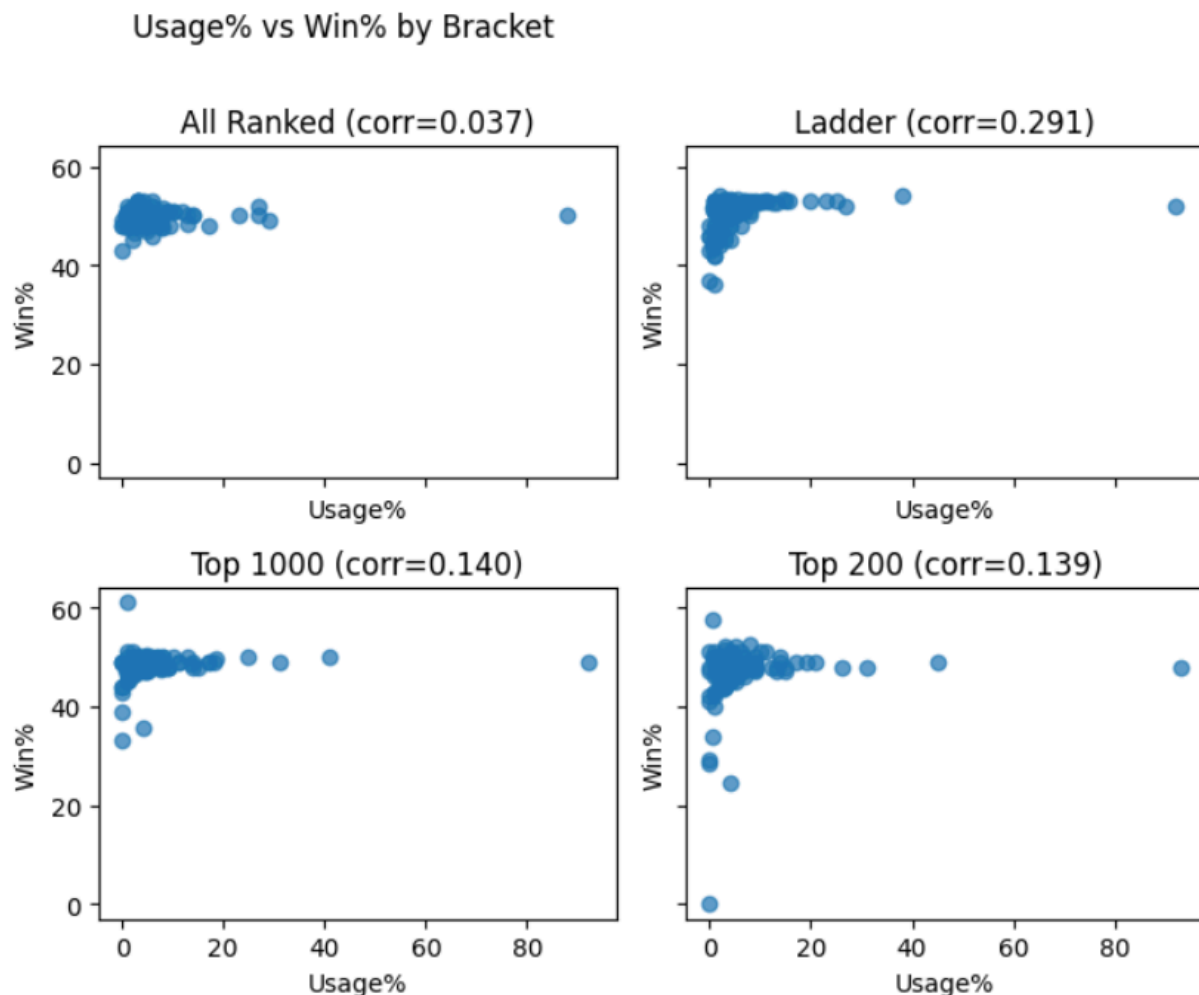 Usage% vs Win% by Bracket
All Ranked (corr=0.037)
60
40
20
0
Win%
Usage%
Ladder (corr=0.291)
Win%
Usage%
Top 1000 (corr=0.140)
60
40
20
0
Win%
0 20 40 60 80
Usage%
Top 200 (corr=0.139)
Win%
0 20 40 60 80
Usage%